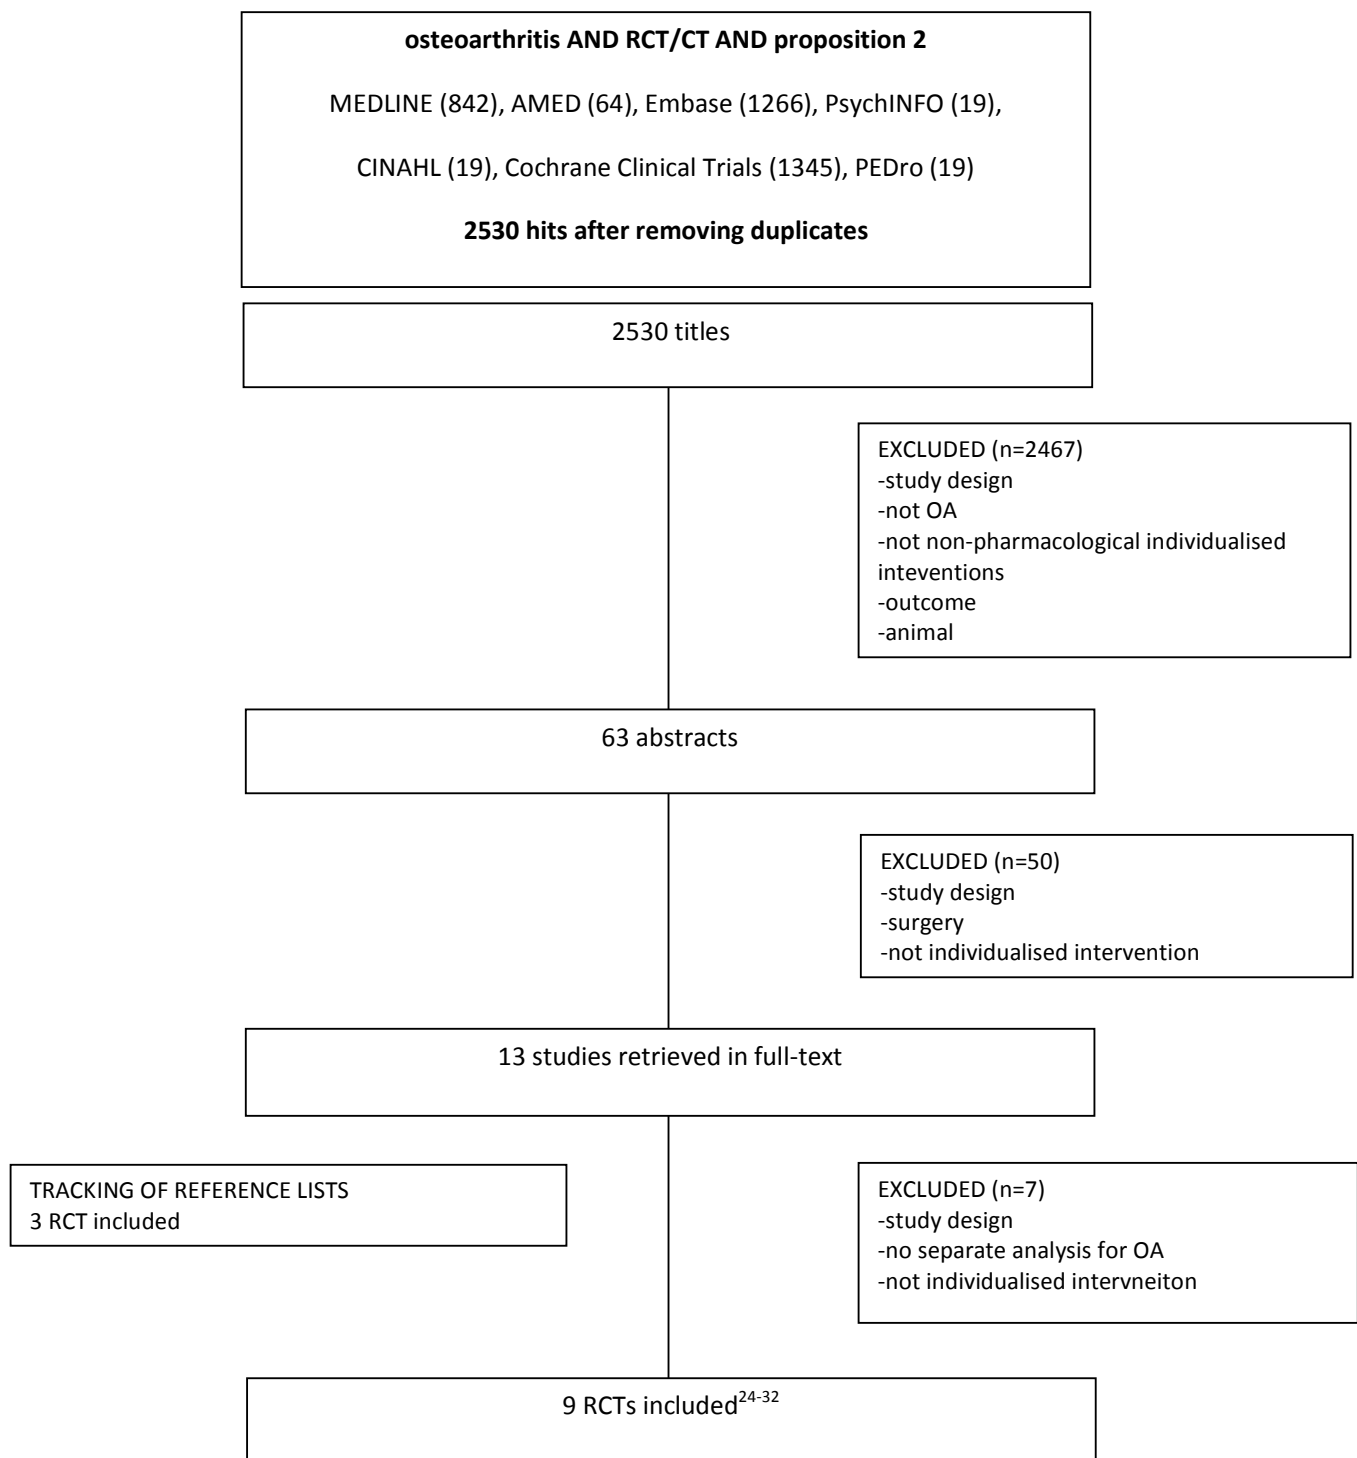 osteoarthritis AND RCT/CT AND proposition 2
MEDLINE (842), AMED (64), Embase (1266), PsychINFO (19),
CINAHL (19), Cochrane Clinical Trials (1345), PEDro (19)
2530 hits after removing duplicates
2530 titles
EXCLUDED (n=2467)
-study design
-not OA
-not non-pharmacological individualised
inteventions
-outcome
-animal
63 abstracts
EXCLUDED (n=50)
-study design
-surgery
-not individualised intervention
13 studies retrieved in full-text
TRACKING OF REFERENCE LISTS
3 RCT included
EXCLUDED (n=7)
-study design
-no separate analysis for OA
-not individualised intervneiton
9 RCTs included24-32